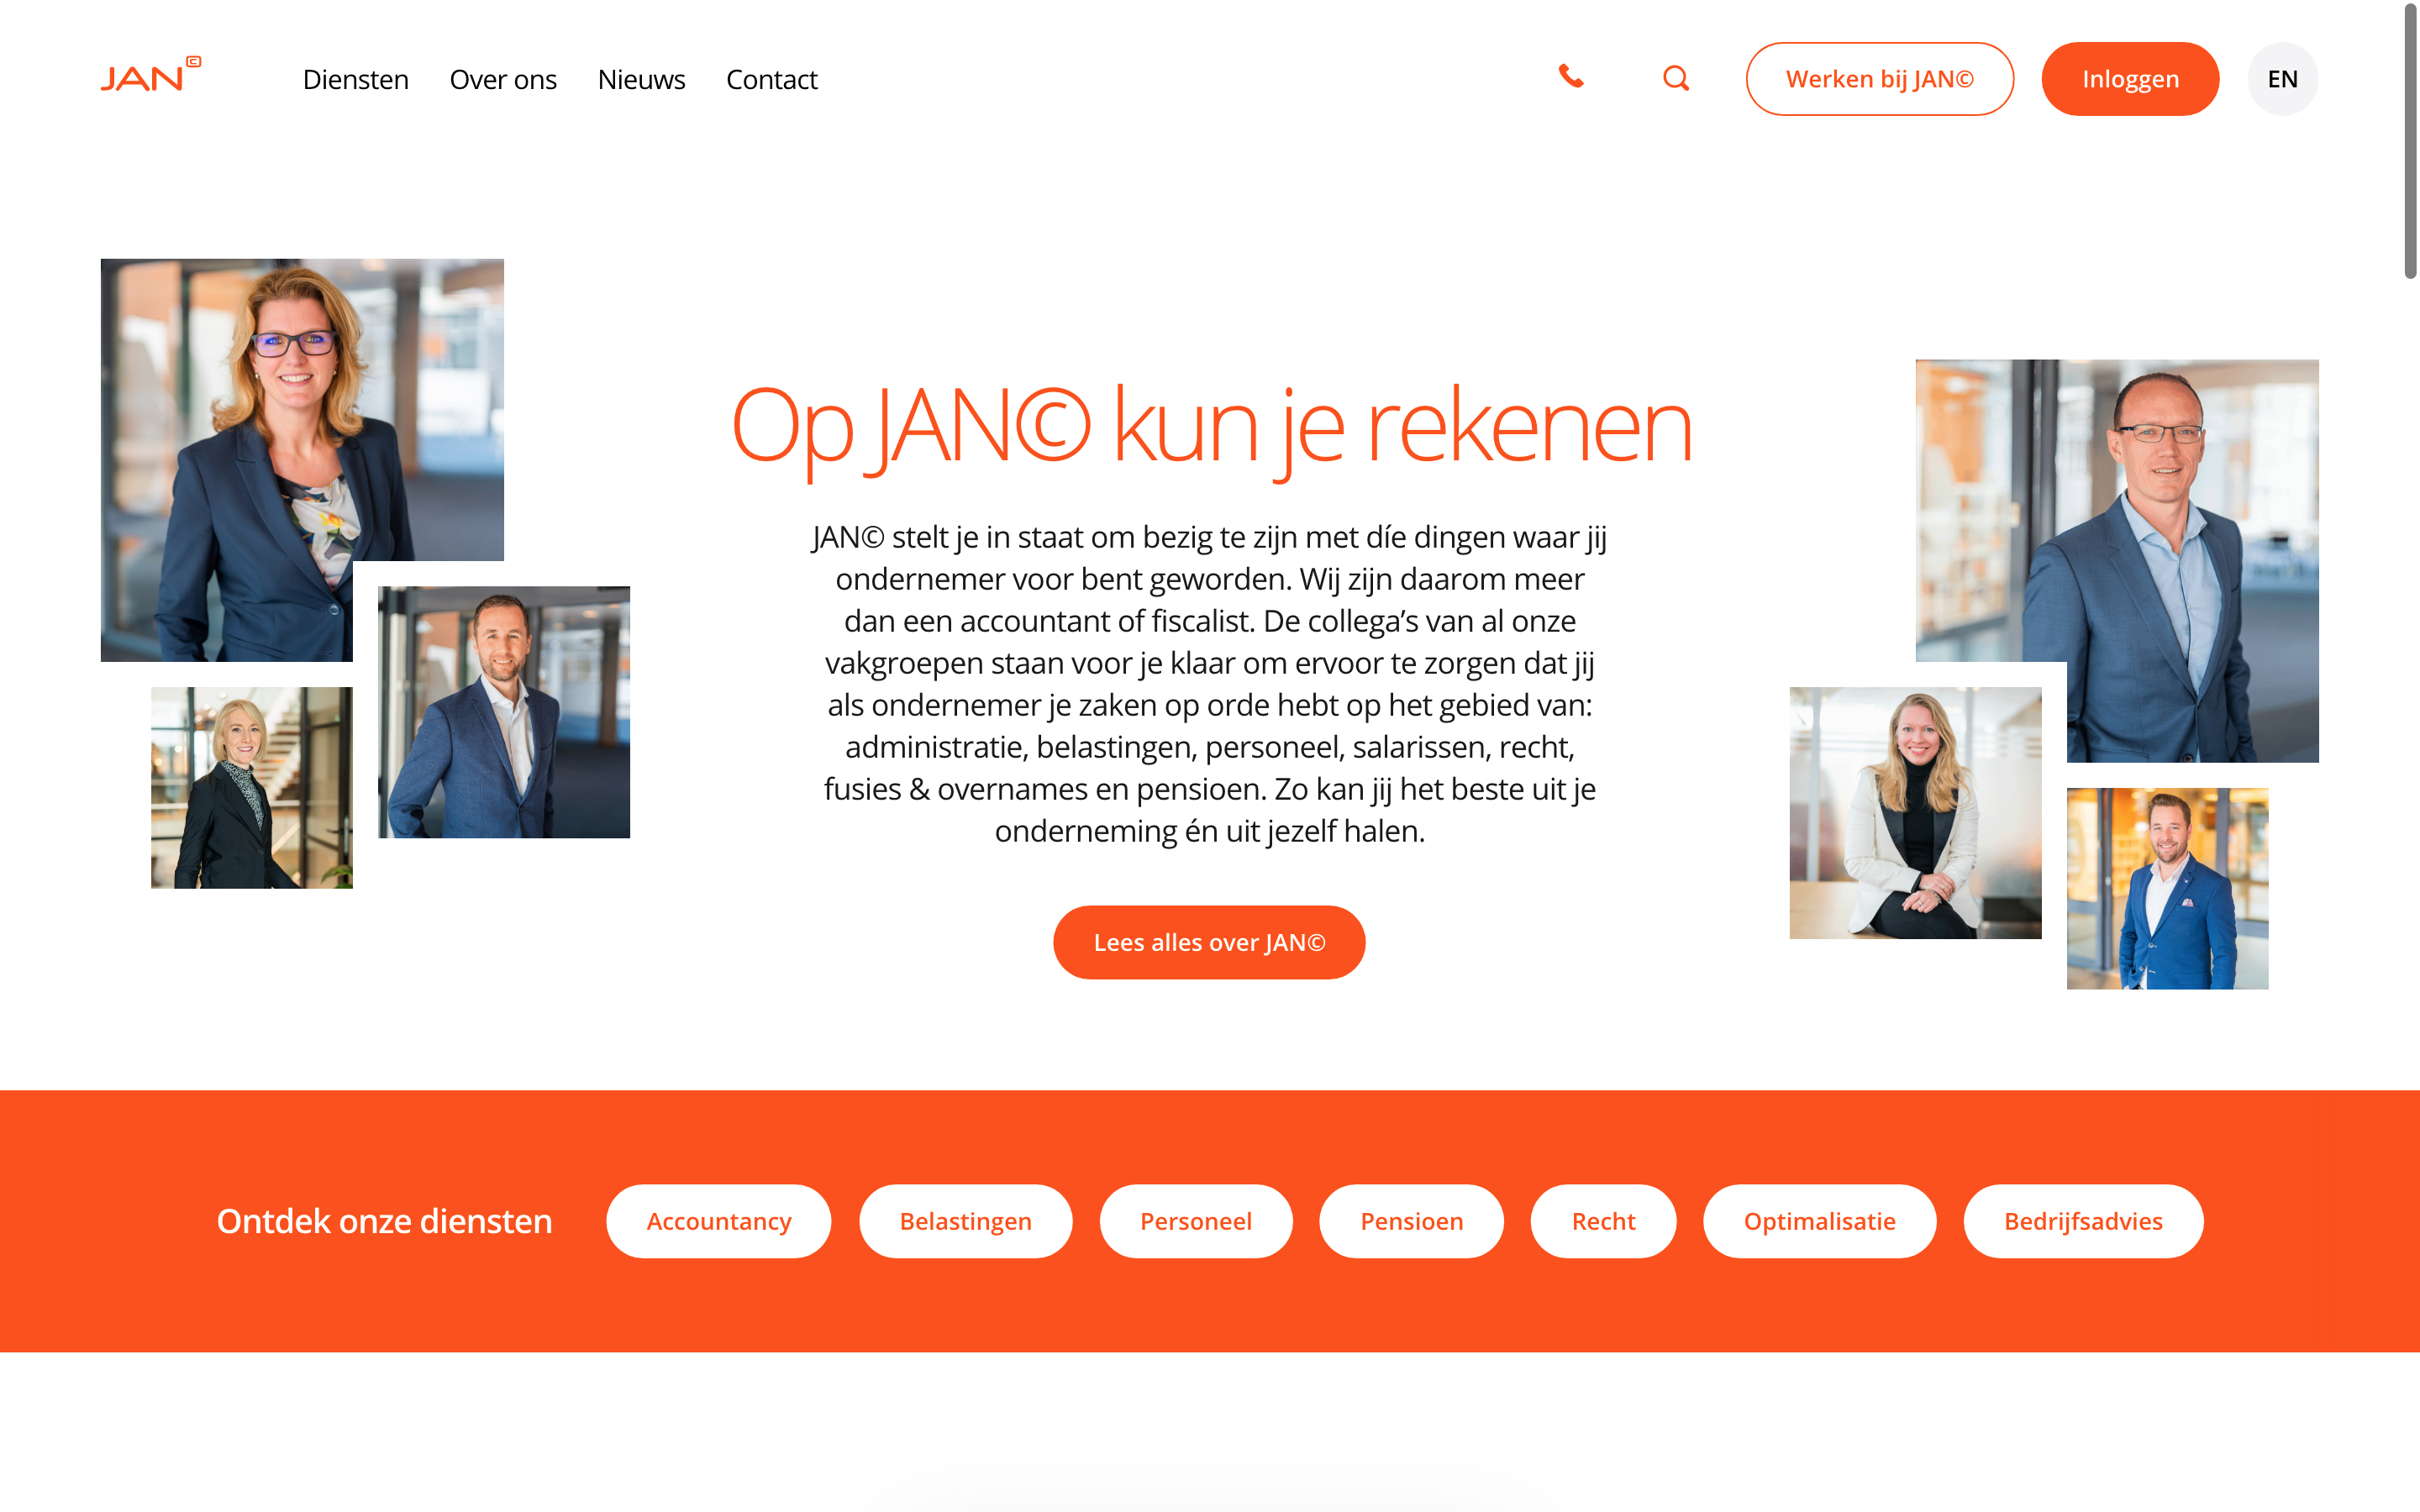 JAN©
Diensten
Over ons
Nieuws
Contact
Werken bij JAN©
Inloggen
EN
Op JAN© kun je rekenen
JAN© stelt je in staat om bezig te zijn met díe dingen waar jij
ondernemer voor bent geworden. Wij zijn daarom meer
dan een accountant of fiscalist. De collega’s van al onze
vakgroepen staan voor je klaar om ervoor te zorgen dat jij
als ondernemer je zaken op orde hebt op het gebied van:
administratie, belastingen, personeel, salarissen, recht,
fusies & overnames en pensioen. Zo kan jij het beste uit je
onderneming én uit jezelf halen.
Lees alles over JAN©
Ontdek onze diensten
Accountancy
Belastingen
Personeel
Pensioen
Recht
Optimalisatie
Bedrijfsadvies